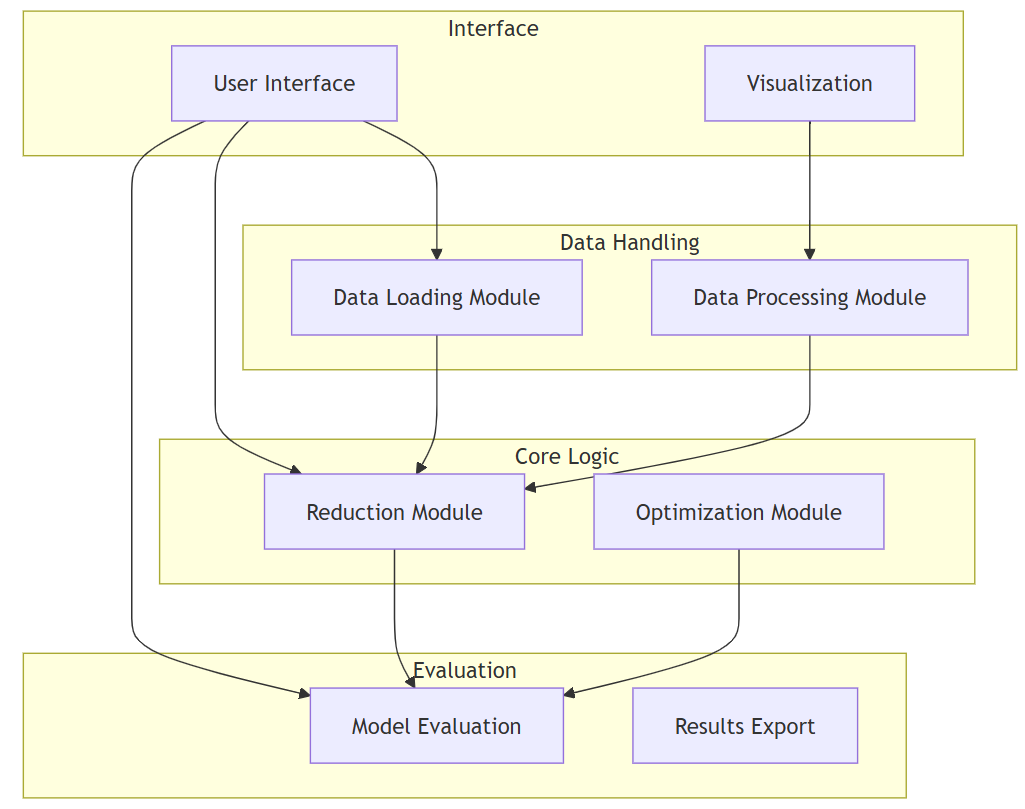 Interface
User Interface
Visualization
Data Handling
Data Loading Module
Data Processing Module
Core Logic
Reduction Module
Optimization Module
Evaluation
Model Evaluation
Results Export